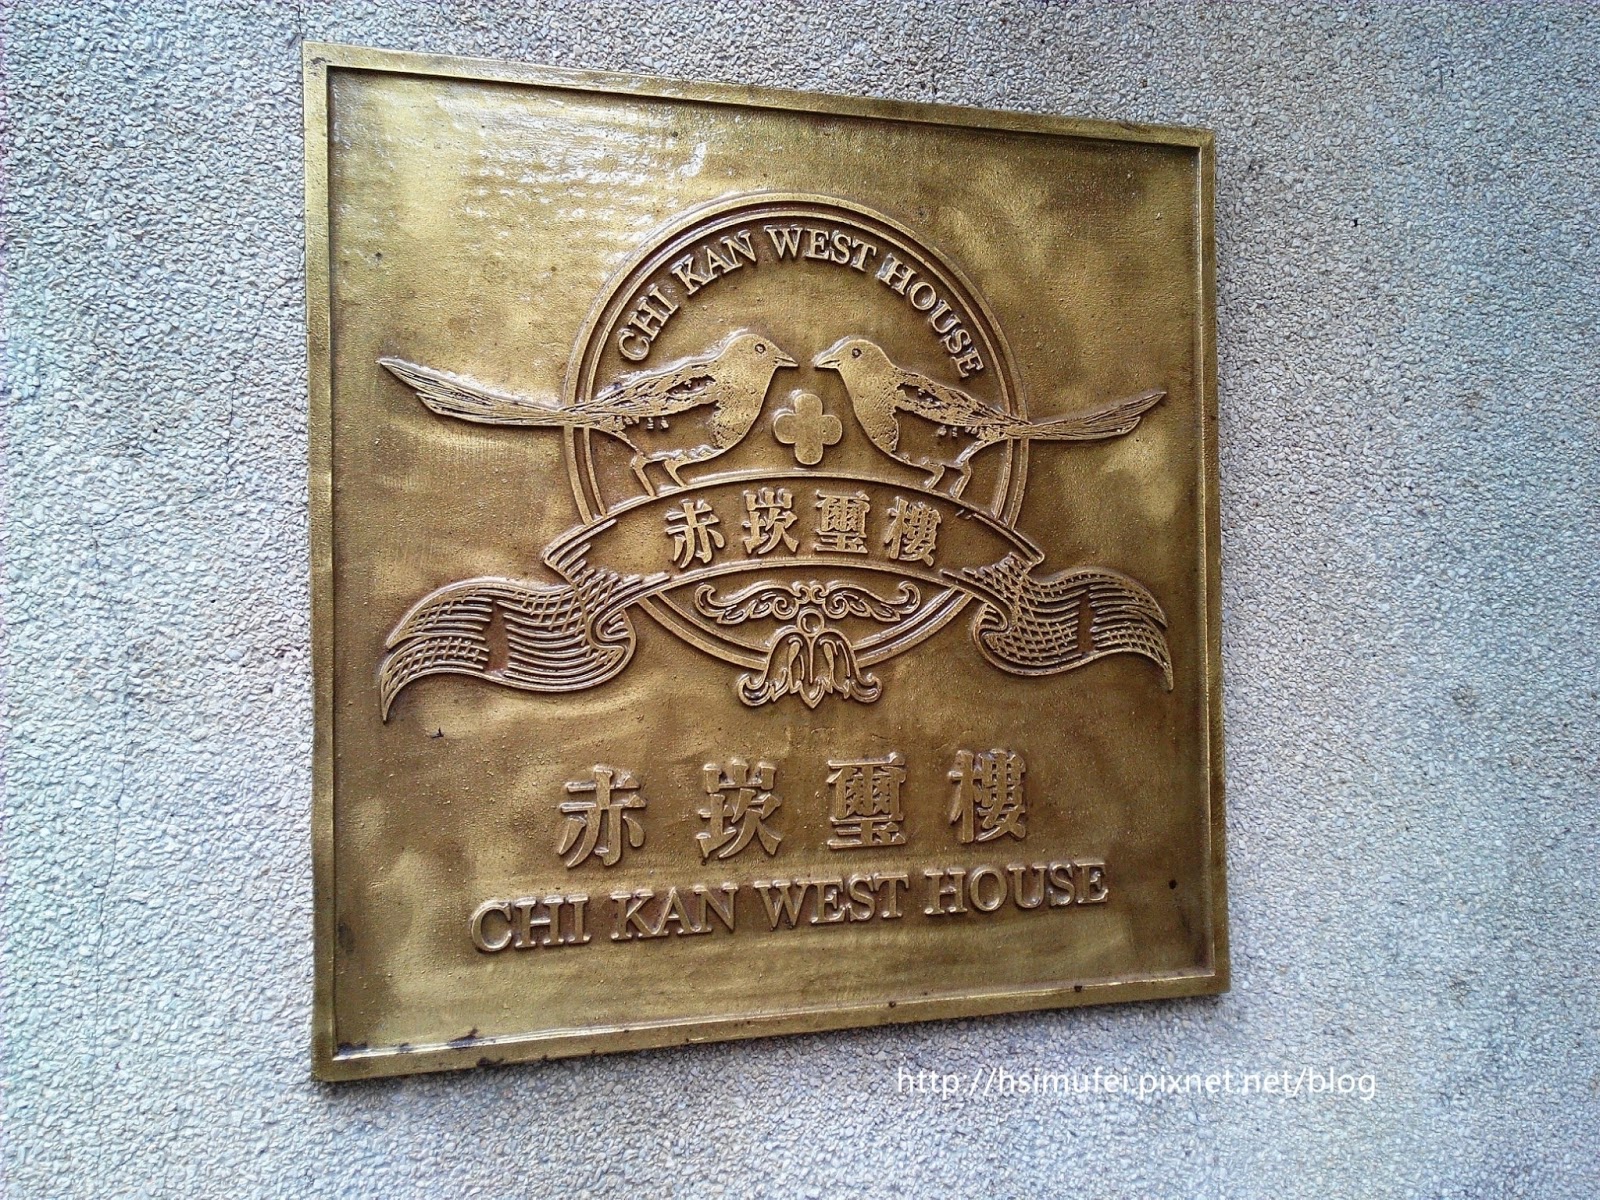 CHI KAN WEST HOUSE
赤崁璽樓
赤崁璽樓
CHI KAN WEST HOUSE
http://hsimufei.pixnet.net/blog